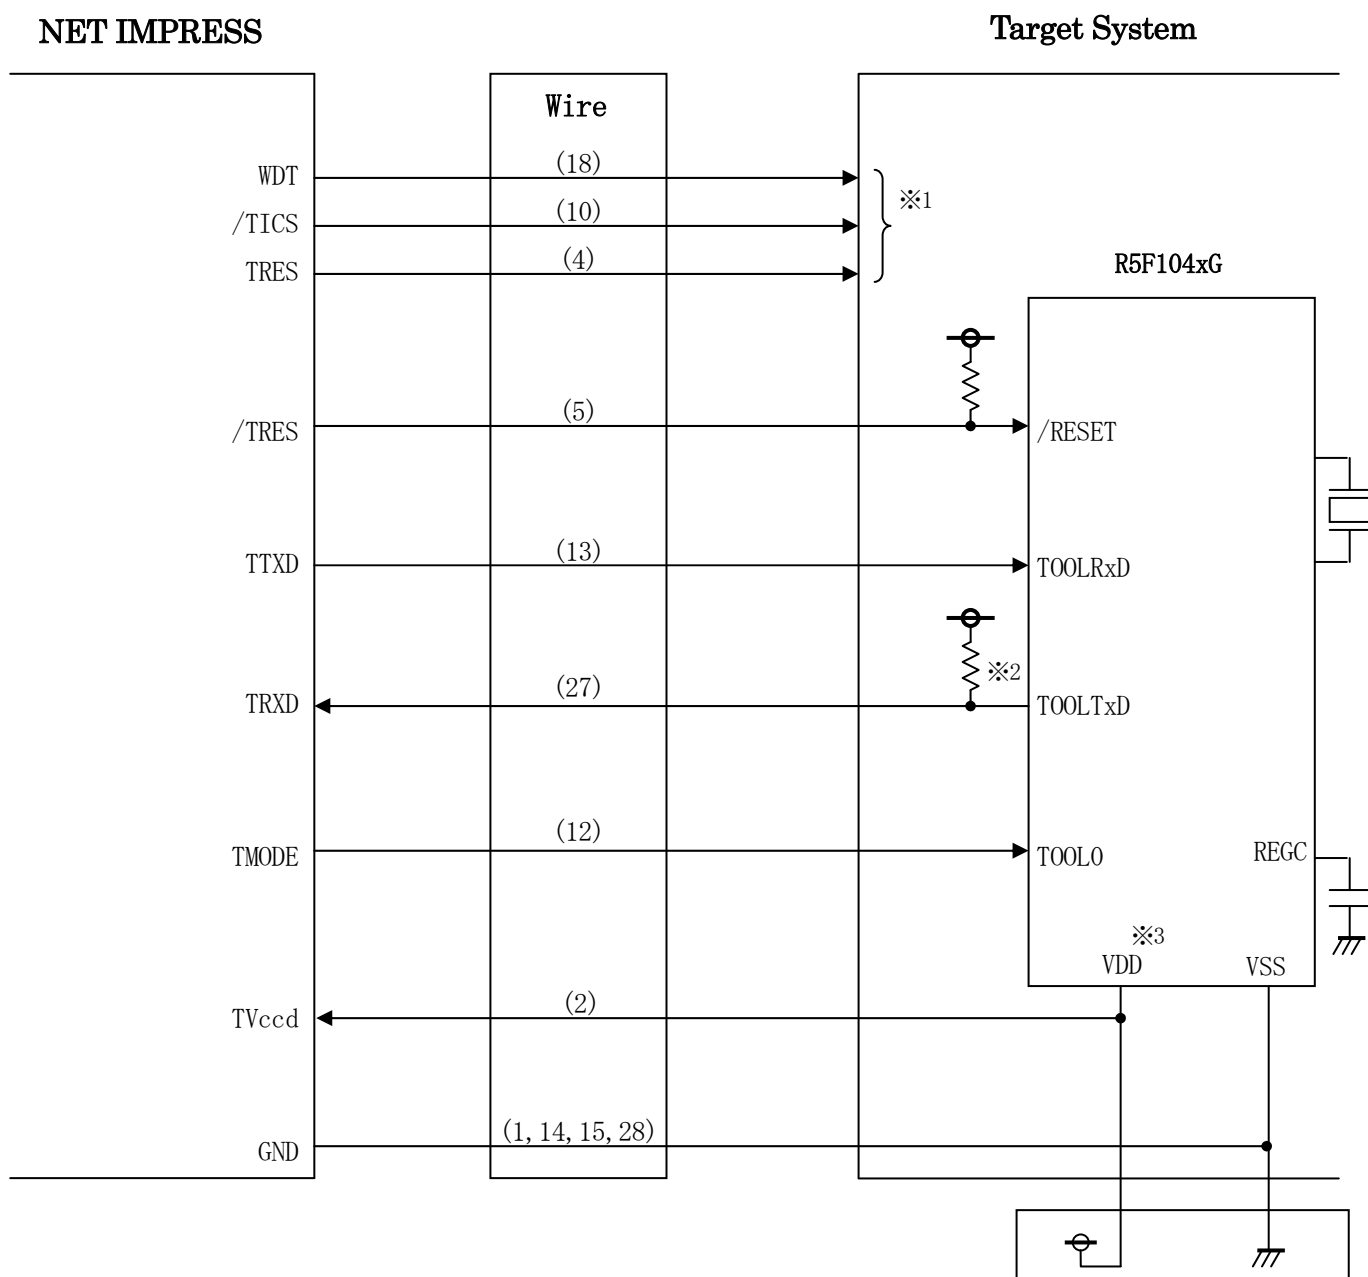 NET IMPRESS
Target System
Wire
WDT
(18)
※1
/TICS
(10)
TRES
(4)
R5F104xG
/TRES
(5)
/RESET
TTXD
(13)
TOOLRxD
TRXD
(27)
※2
TOOLTxD
TMODE
(12)
TOOL0
REGC
※3
VDD
VSS
TVccd
(2)
GND
(1,14,15,28)